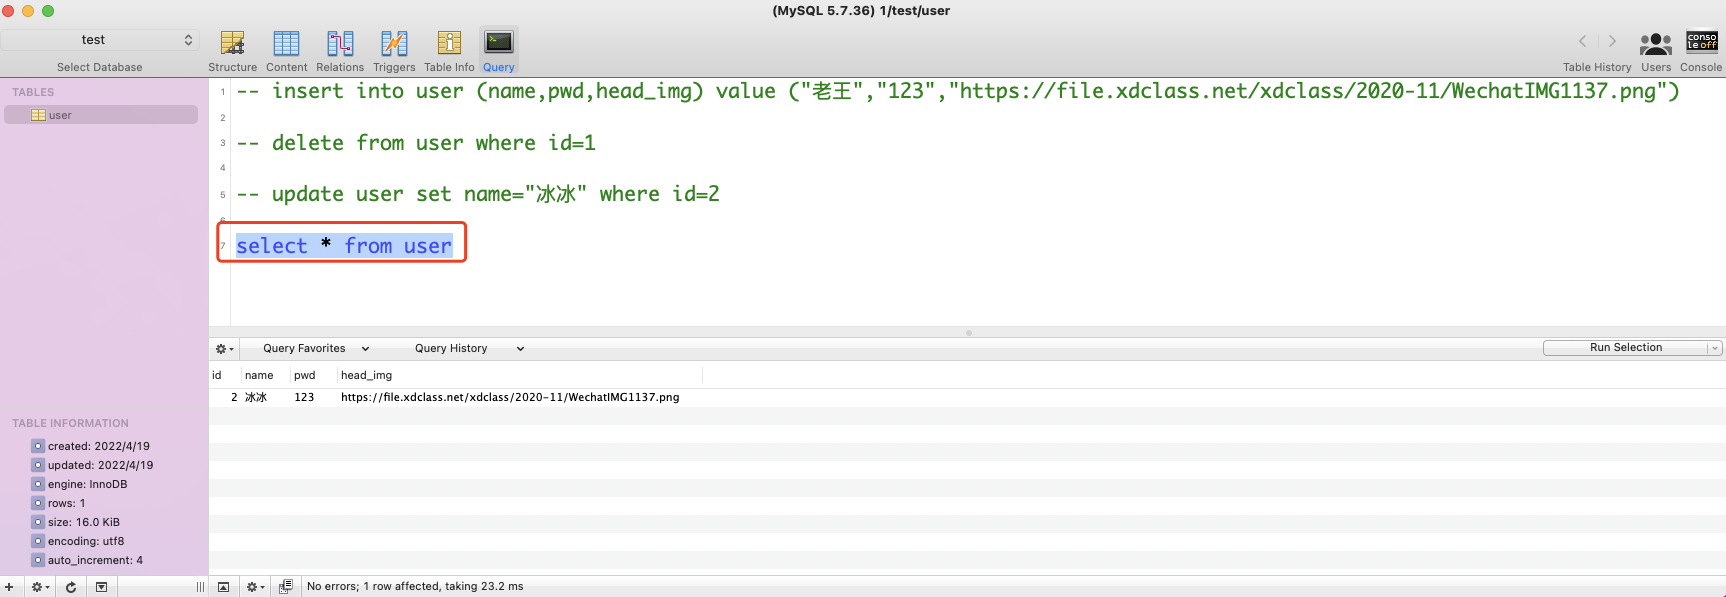 (MySQL 5.7.36) 1/test/user
test
Select Database
Structure Content Relations Triggers Table Info Query
Table History Users Console
conso
le off
TABLES
user
1 -- insert into user (name,pwd,head_img) value ("老王","123","https://file.xdclass.net/xdclass/2020-11/WechatIMG1137.png")
2
3 -- delete from user where id=1
4
5 -- update user set name="冰冰" where id=2
6
7 select * from user
Query Favorites Query History Run Selection
id name pwd head_img
2 冰冰 123 https://file.xdclass.net/xdclass/2020-11/WechatIMG1137.png
TABLE INFORMATION
created: 2022/4/19
updated: 2022/4/19
engine: InnoDB
rows: 1
size: 16.0 KiB
encoding: utf8
auto_increment: 4
No errors; 1 row affected, taking 23.2 ms